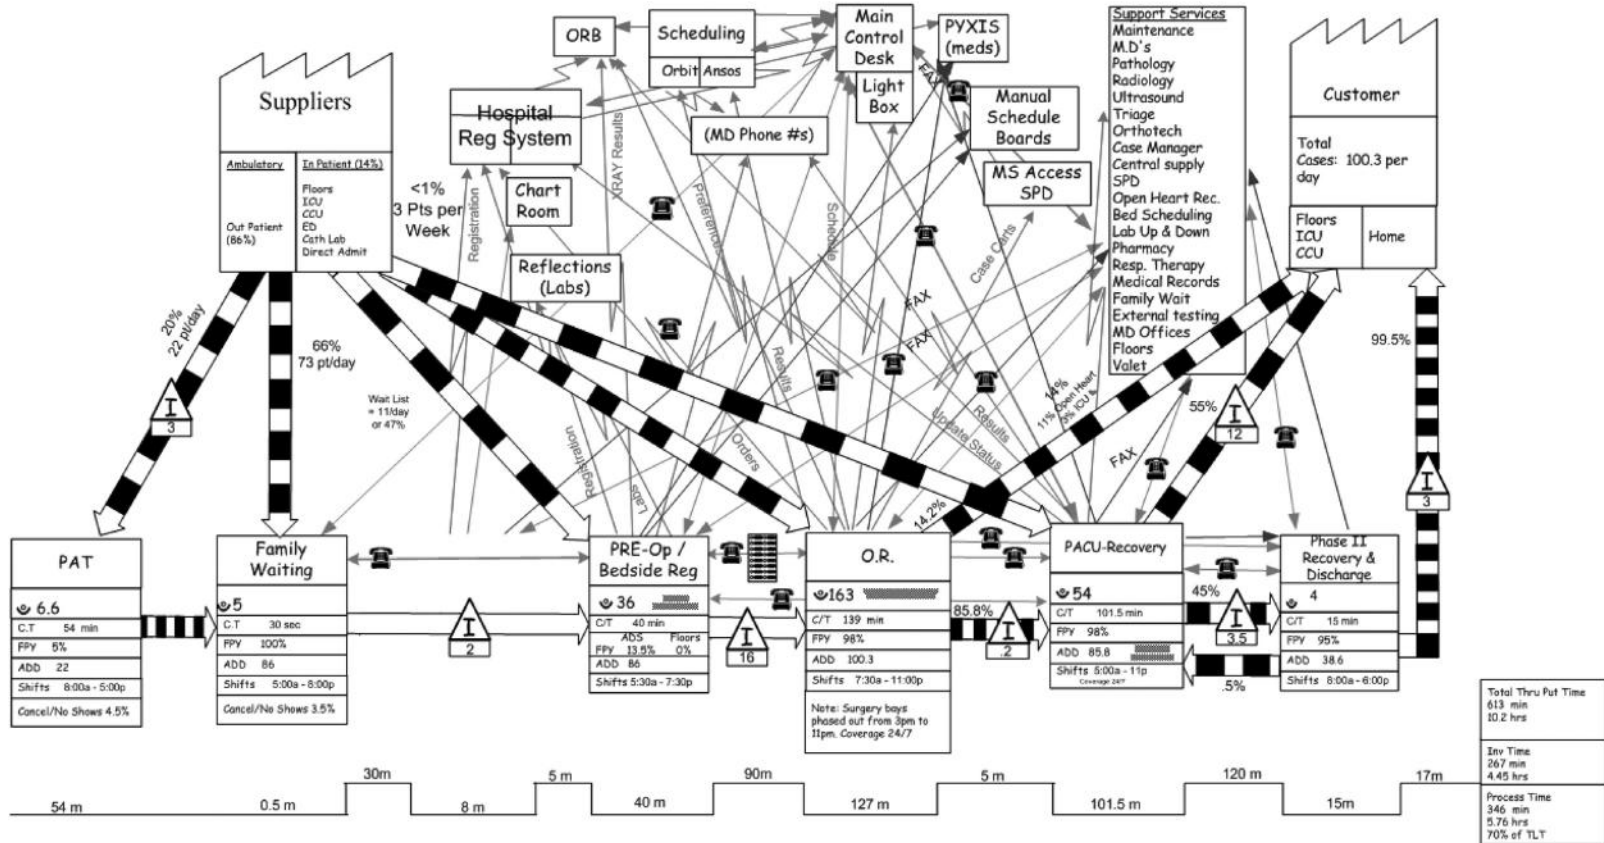 Suppliers
Ambulatory
Out Patient
(86%)
In Patient (14%)
Floors
ICU
CCU
ED
Cath Lab
Direct Admit
<1%
3 Pts per
Week
ORB
Scheduling
Orbit
Ansos
Main
Control
Desk
Light
Box
PYXIS
(meds)
Hospital
Reg System
(MD Phone #s)
Manual
Schedule
Boards
MS Access
SPD
Chart
Room
Reflections
(Labs)
Support Services
Maintenance
M.D's
Pathology
Radiology
Ultrasound
Triage
Orthotech
Case Manager
Central supply
SPD
Open Heart Rec.
Bed Scheduling
Lab Up & Down
Pharmacy
Resp. Therapy
Medical Records
Family Wait
External testing
MD Offices
Floors
Valet
Customer
Total
Cases: 100.3 per
day
Floors
ICU
CCU
Home
Registration
XRAY Results
Preference
Schedule
Case Carts
FAX
FAX
FAX
FAX
Results
Results
Update Status
Orders
Registration
Labs
20%
22 pt/day
66%
73 pt/day
Wait List
= 11/day
or 47%
14%
11% Open Heart
3% ICU
55%
99.5%
14.2%
85.8%
45%
.5%
I
3
I
2
I
16
I
.2
I
3.5
I
12
I
3
PAT
6.6
C.T 54 min
FPY 5%
ADD 22
Shifts 8:00a - 5:00p
Cancel/No Shows 4.5%
Family
Waiting
5
C.T 30 sec
FPY 100%
ADD 86
Shifts 5:00a - 8:00p
Cancel/No Shows 3.5%
PRE-Op /
Bedside Reg
36
C/T 40 min
ADS Floors
FPY 13.5% 0%
ADD 86
Shifts 5:30a - 7:30p
O.R.
163
C/T 139 min
FPY 98%
ADD 100.3
Shifts 7:30a - 11:00p
Note: Surgery bays
phased out from 3pm to
11pm. Coverage 24/7
PACU-Recovery
54
C/T 101.5 min
FPY 98%
ADD 85.8
Shifts 5:00a - 11p
Coverage 24/7
Phase II
Recovery &
Discharge
4
C/T 15 min
FPY 95%
ADD 38.6
Shifts 8:00a - 6:00p
54 m
0.5 m
30m
8 m
5 m
40 m
90m
127 m
5 m
101.5 m
120 m
15m
17m
Total Thru Put Time
613 min
10.2 hrs
Inv Time
267 min
4.45 hrs
Process Time
346 min
5.76 hrs
70% of TLT